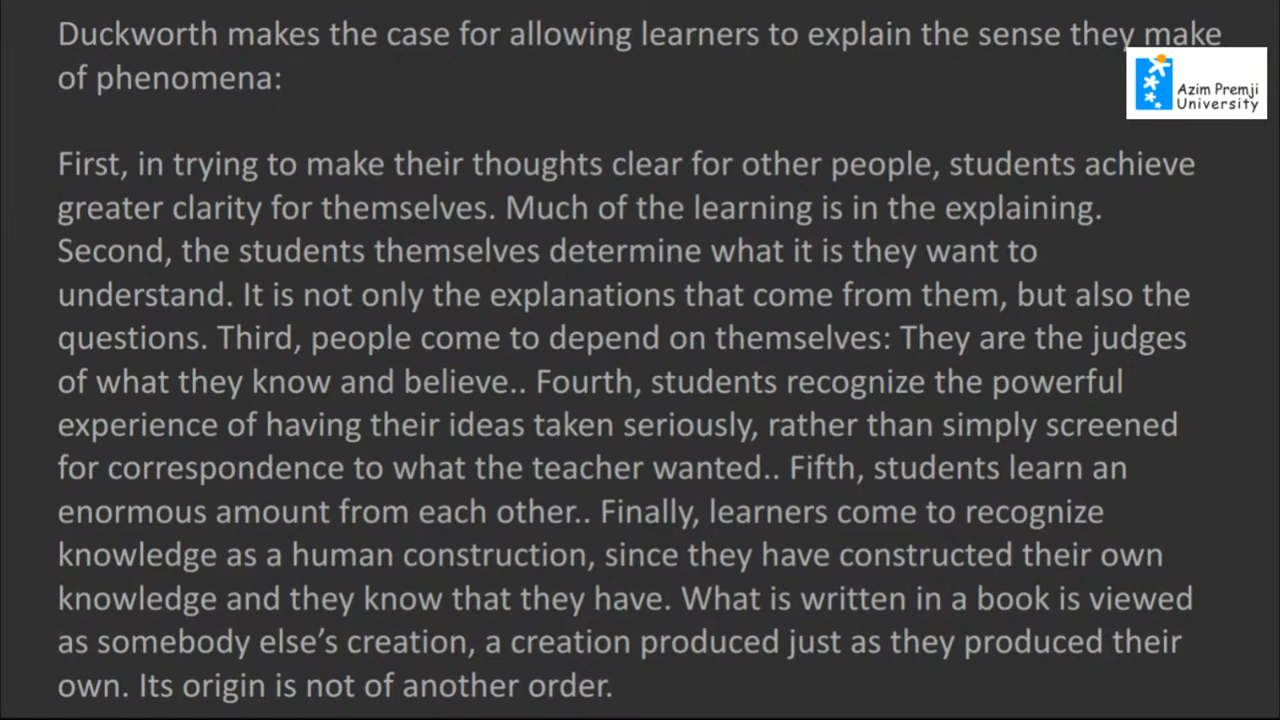 Duckworth makes the case for allowing learners to explain the sense they make
of phenomena:
Azim Premji
University
First, in trying to make their thoughts clear for other people, students achieve
greater clarity for themselves. Much of the learning is in the explaining.
Second, the students themselves determine what it is they want to
understand. It is not only the explanations that come from them, but also the
questions. Third, people come to depend on themselves: They are the judges
of what they know and believe.. Fourth, students recognize the powerful
experience of having their ideas taken seriously, rather than simply screened
for correspondence to what the teacher wanted.. Fifth, students learn an
enormous amount from each other.. Finally, learners come to recognize
knowledge as a human construction, since they have constructed their own
knowledge and they know that they have. What is written in a book is viewed
as somebody else’s creation, a creation produced just as they produced their
own. Its origin is not of another order.